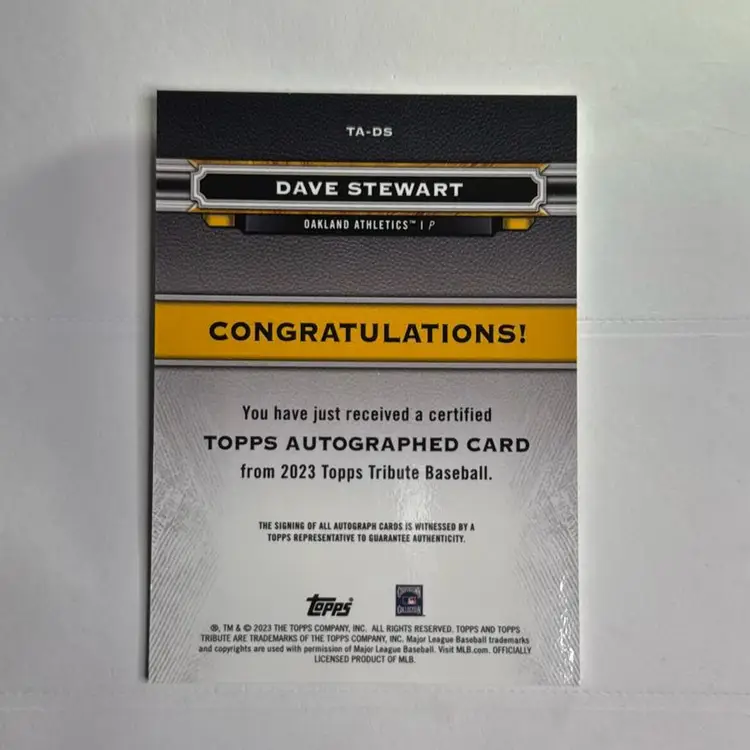 TA-DS
DAVE STEWART
OAKLAND ATHLETICS™ | P
CONGRATULATIONS!
You have just received a certified
TOPPS AUTOGRAPHED CARD
from 2023 Topps Tribute Baseball.
THE SIGNING OF ALL AUTOGRAPH CARDS IS WITNESSED BY A
TOPPS REPRESENTATIVE TO GUARANTEE AUTHENTICITY.
Topps
®, TM & © 2023 THE TOPPS COMPANY, INC. ALL RIGHTS RESERVED. TOPPS AND TOPPS
TRIBUTE ARE TRADEMARKS OF THE TOPPS COMPANY, INC. Major League Baseball trademarks
and copyrights are used with permission of Major League Baseball. Visit MLB.com. OFFICIALLY
LICENSED PRODUCT OF MLB.